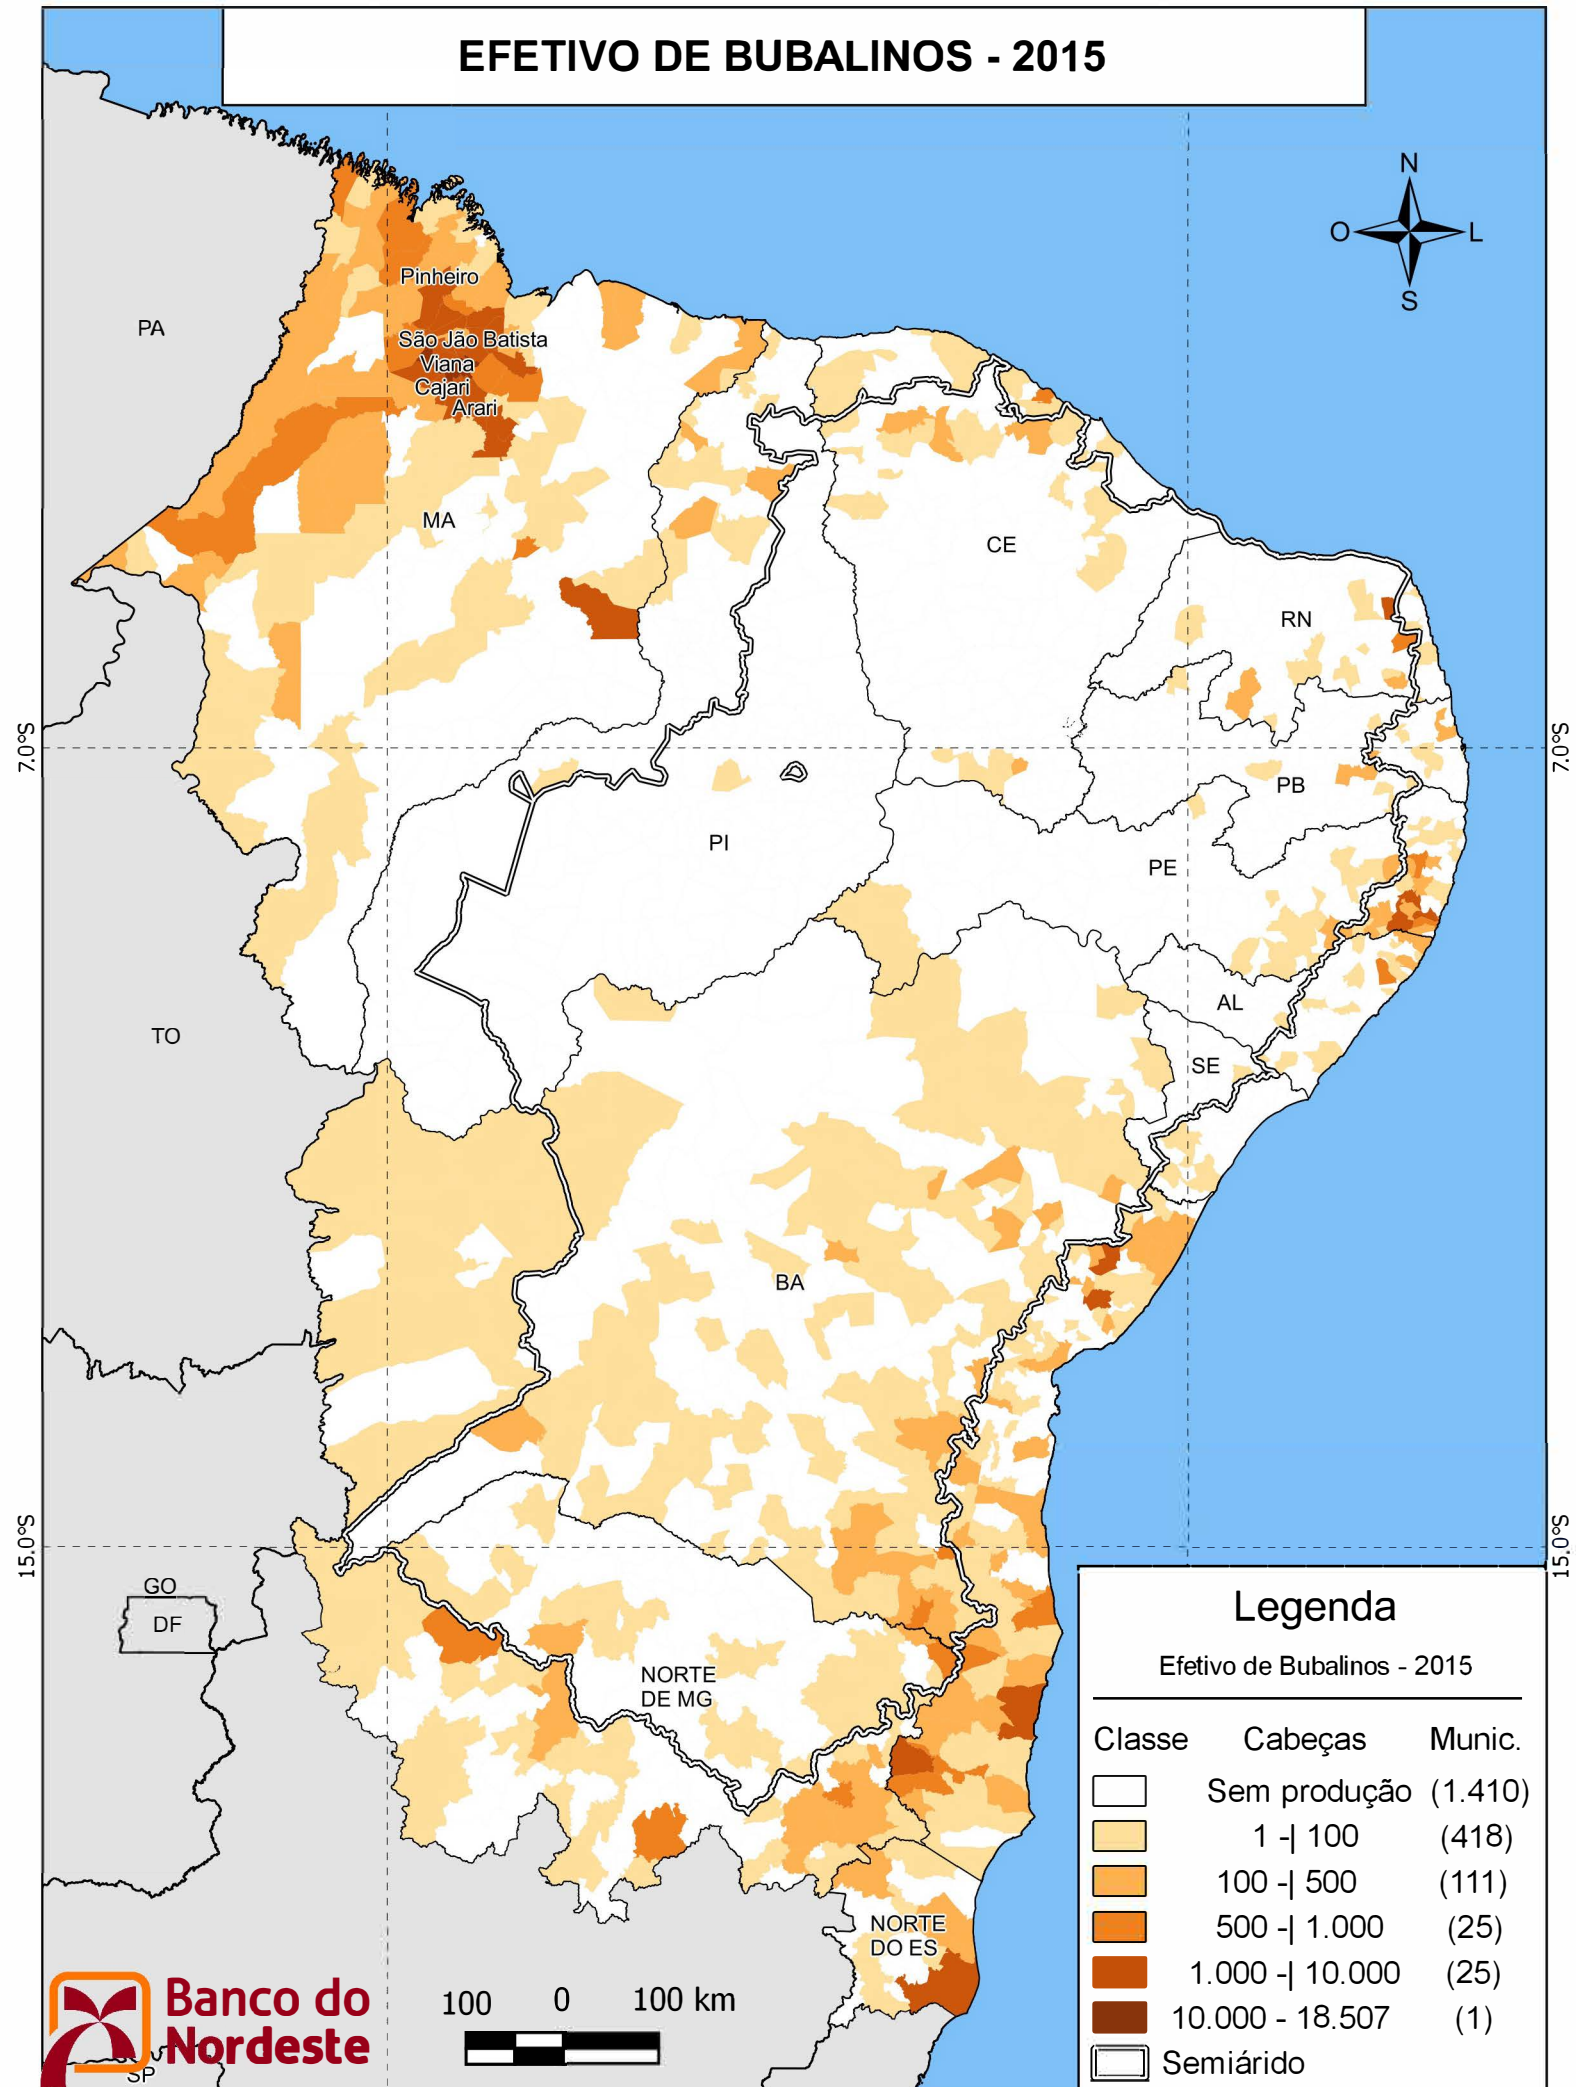 EFETIVO DE BUBALINOS - 2015
N
O
L
S
PA
Pinheiro
São Jão Batista
Viana
Cajari
Arari
MA
CE
RN
7.0°S
7.0°S
PB
PI
PE
AL
TO
SE
BA
15.0°S
15.0°S
GO
DF
NORTE
DE MG
NORTE
DO ES
SP
Legenda
Efetivo de Bubalinos - 2015
Classe Cabeças Munic.
Sem produção (1.410)
1 -| 100 (418)
100 -| 500 (111)
500 -| 1.000 (25)
1.000 -| 10.000 (25)
10.000 - 18.507 (1)
Semiárido
Banco do
Nordeste
100 0 100 km